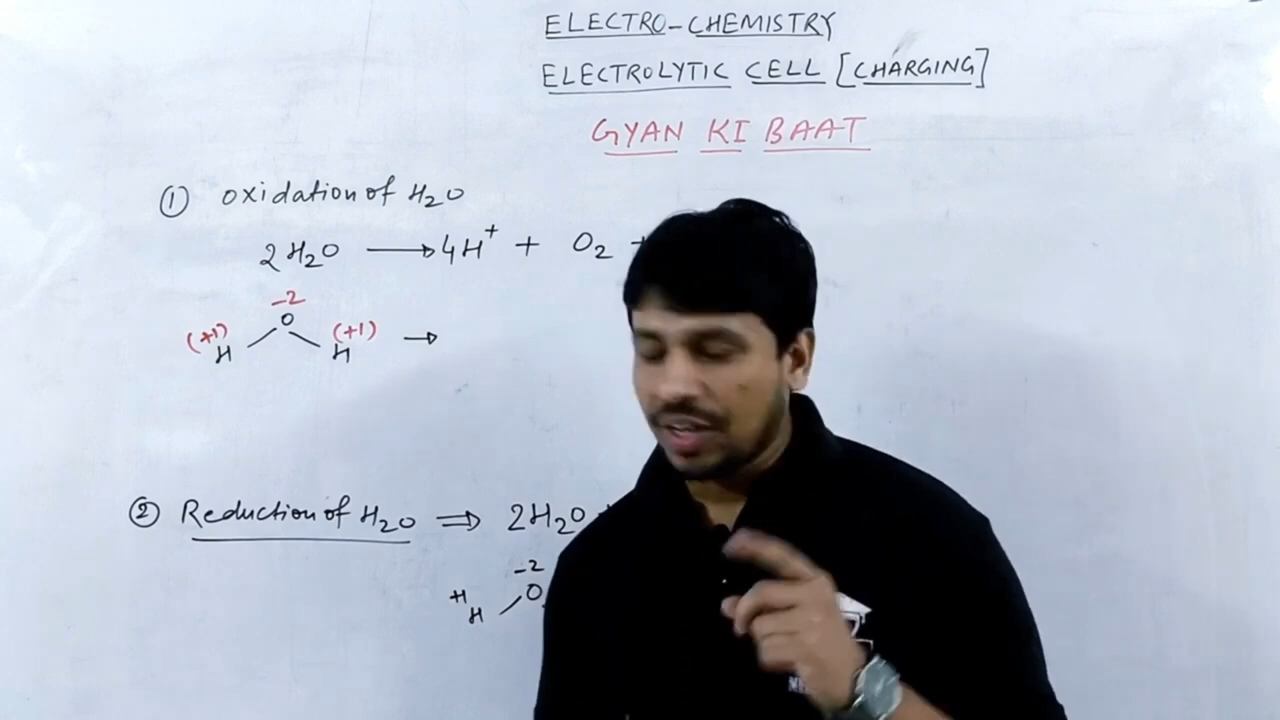 ELECTRO-CHEMISTRY
ELECTROLYTIC CELL [CHARGING]
GYAN KI BAAT
① Oxidation of H₂O
2H₂O ⟶ 4H⁺ + O₂ +
-2
(+1) O (+1)
H H →
② Reduction of H₂O ⇒ 2H₂O +
-2
O
H